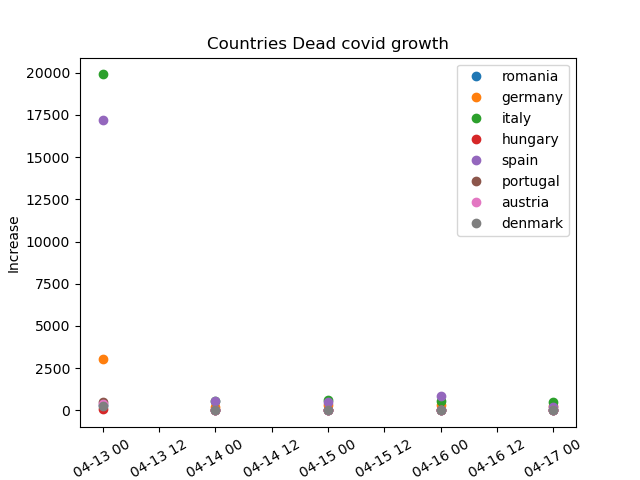 Countries Dead covid growth
Increase
20000
17500
15000
12500
10000
7500
5000
2500
0
romania
germany
italy
hungary
spain
portugal
austria
denmark
04-13 00
04-13 12
04-14 00
04-14 12
04-15 00
04-15 12
04-16 00
04-16 12
04-17 00